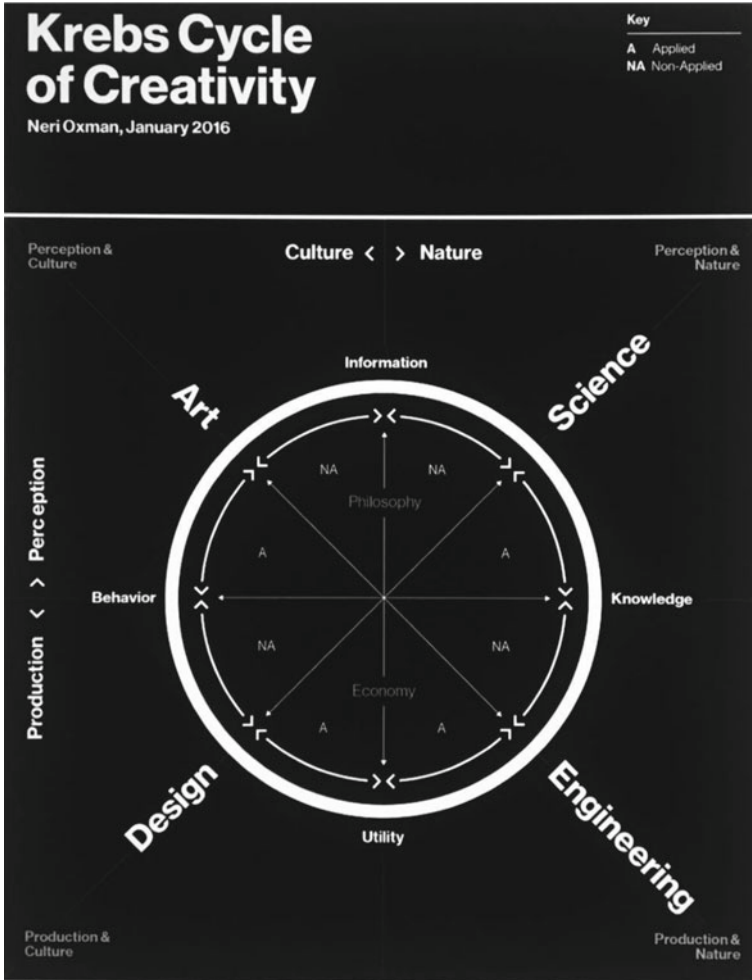 Krebs Cycle
of Creativity
Neri Oxman, January 2016
Key
A Applied
NA Non-Applied
Perception &
Culture
Culture < > Nature
Perception &
Nature
Information
Art
Science
NA
NA
Philosophy
A
A
Production < > Perception
Behavior
Knowledge
NA
NA
Economy
A
A
Design
Engineering
Utility
Production &
Culture
Production &
Nature